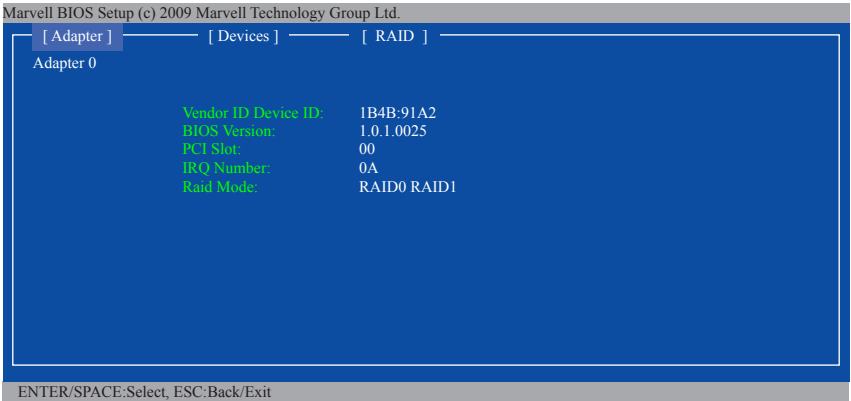 Marvell BIOS Setup (c) 2009 Marvell Technology Group Ltd.
[ Adapter ] [ Devices ] [ RAID ]
Adapter 0
Vendor ID Device ID: 1B4B:91A2
BIOS Version: 1.0.1.0025
PCI Slot: 00
IRQ Number: 0A
Raid Mode: RAID0 RAID1
ENTER/SPACE:Select, ESC:Back/Exit